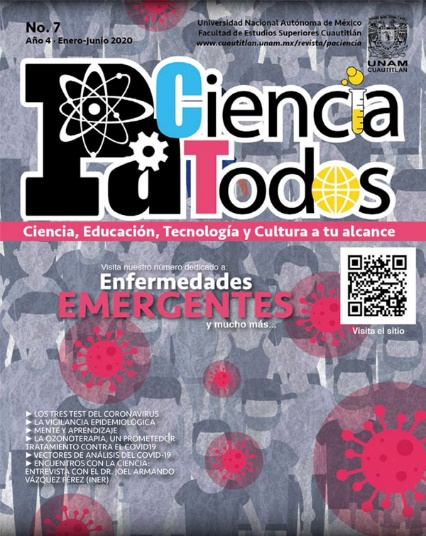 No. 7
Año 4 - Enero-Junio 2020
Universidad Nacional Autónoma de México
Facultad de Estudios Superiores Cuautitlán
www.cuautitlan.unam.mx/revista/paciencia
UNAM
CUAUTITLÁN
Pa Ciencia
Todos
Ciencia, Educación, Tecnología y Cultura a tu alcance
Visita nuestro número dedicado a:
Enfermedades
EMERGENTES
y mucho más...
Visita el sitio
► LOS TRES TEST DEL CORONAVIRUS
► LA VIGILANCIA EPIDEMIOLÓGICA
► MENTE Y APRENDIZAJE
► LA OZONOTERAPIA, UN PROMETEDOR
TRATAMIENTO CONTRA EL COVID19
► VECTORES DE ANÁLISIS DEL COVID-19
► ENCUENTROS CON LA CIENCIA:
ENTREVISTA CON EL DR. JOEL ARMANDO
VÁZQUEZ PÉREZ (INER)